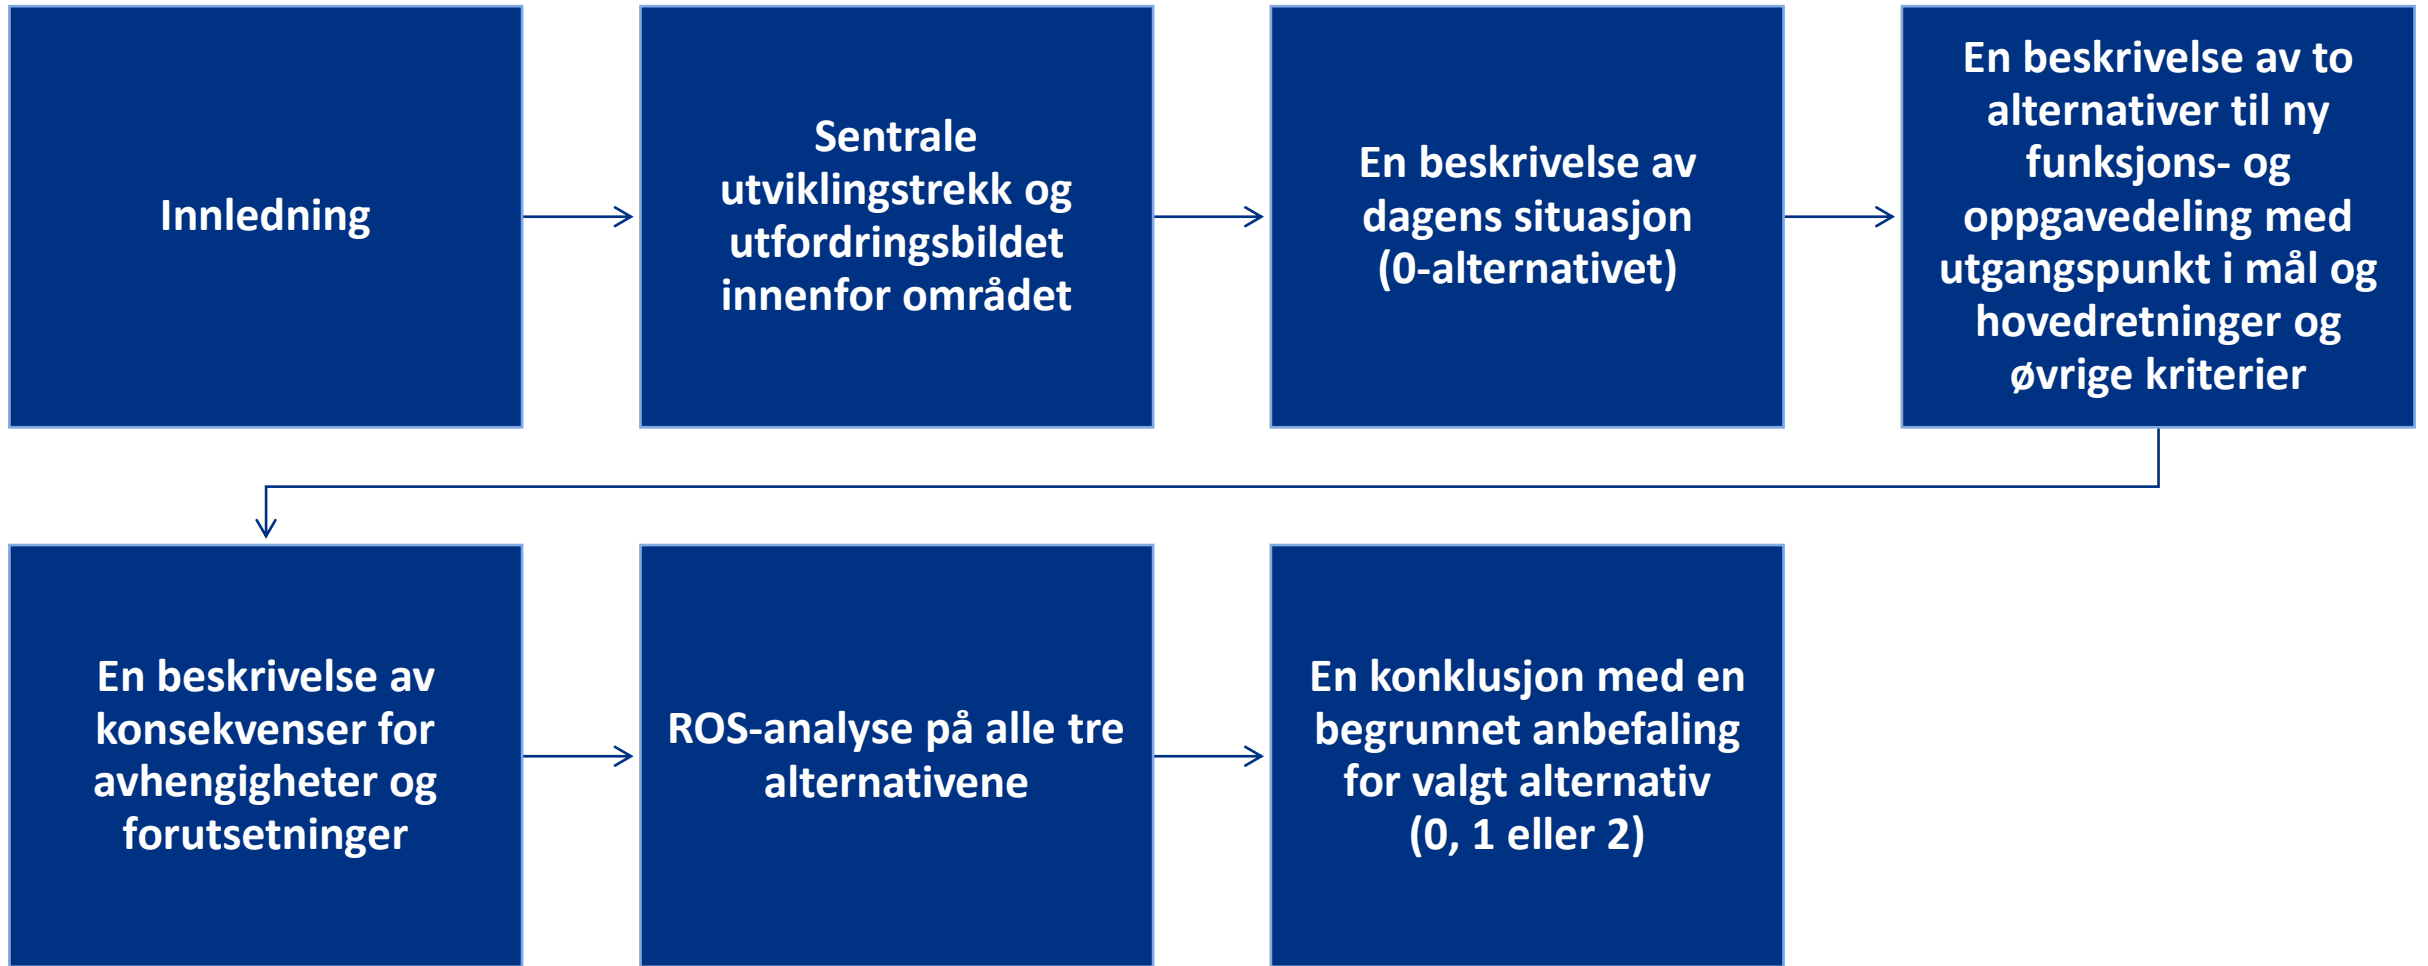 Innledning
Sentrale
utviklingstrekk og
utfordringsbildet
innenfor området
En beskrivelse av
dagens situasjon
(0-alternativet)
En beskrivelse av to
alternativer til ny
funksjons- og
oppgavedeling med
utgangspunkt i mål og
hovedretninger og
øvrige kriterier
En beskrivelse av
konsekvenser for
avhengigheter og
forutsetninger
ROS-analyse på alle tre
alternativene
En konklusjon med en
begrunnet anbefaling
for valgt alternativ
(0, 1 eller 2)